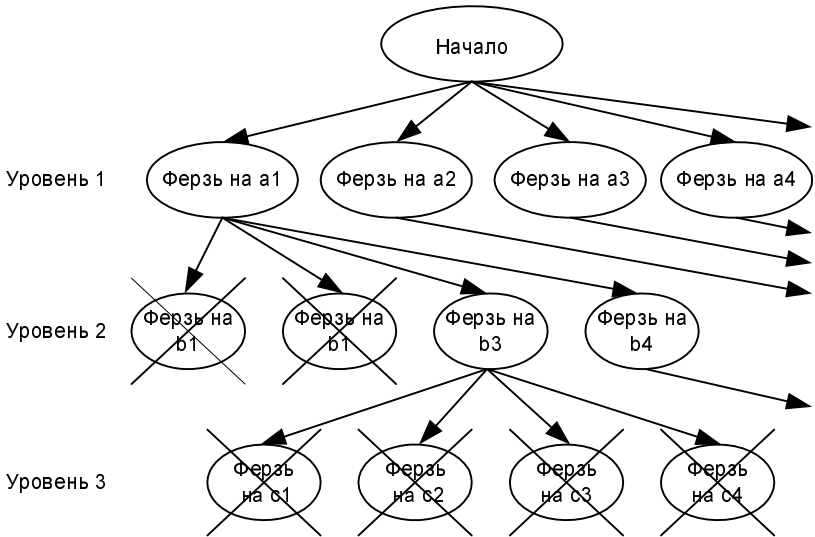 Начало
Уровень 1
Ферзь на a1
Ферзь на a2
Ферзь на a3
Ферзь на a4
Уровень 2
Ферзь на
b1
Ферзь на
b1
Ферзь на
b3
Ферзь на
b4
Уровень 3
Ферзь
на c1
Ферзь
на c2
Ферзь
на c3
Ферзь
на c4